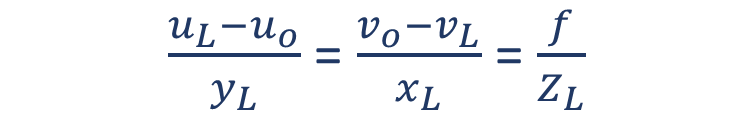 (u_L−u_o)/y_L = (v_o−v_L)/x_L = f/Z_L